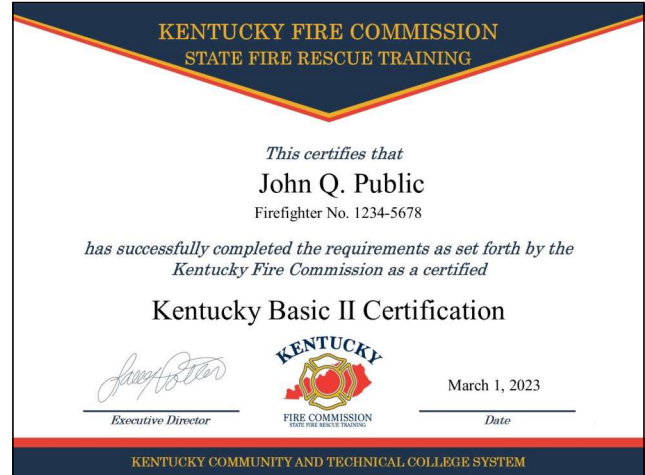 KENTUCKY FIRE COMMISSION
STATE FIRE RESCUE TRAINING
This certifies that
John Q. Public
Firefighter No. 1234-5678
has successfully completed the requirements as set forth by the
Kentucky Fire Commission as a certified
Kentucky Basic II Certification
KENTUCKY
FIRE COMMISSION
STATE FIRE RESCUE TRAINING
March 1, 2023
Executive Director
Date
KENTUCKY COMMUNITY AND TECHNICAL COLLEGE SYSTEM